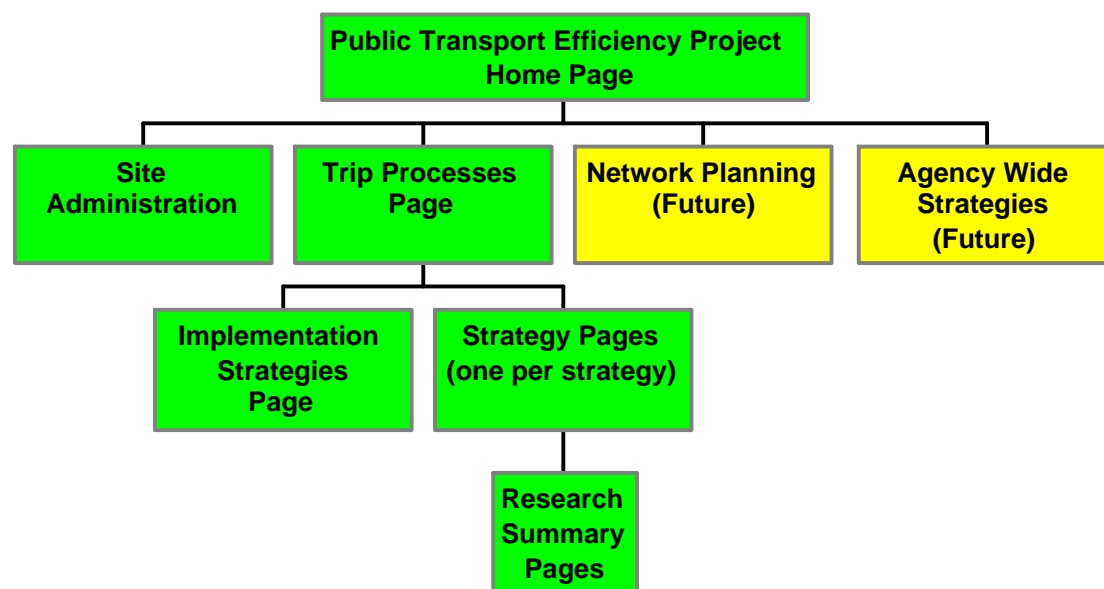 Public Transport Efficiency Project
Home Page
Site
Administration
Trip Processes
Page
Network Planning
(Future)
Agency Wide
Strategies
(Future)
Implementation
Strategies
Page
Strategy Pages
(one per strategy)
Research
Summary
Pages